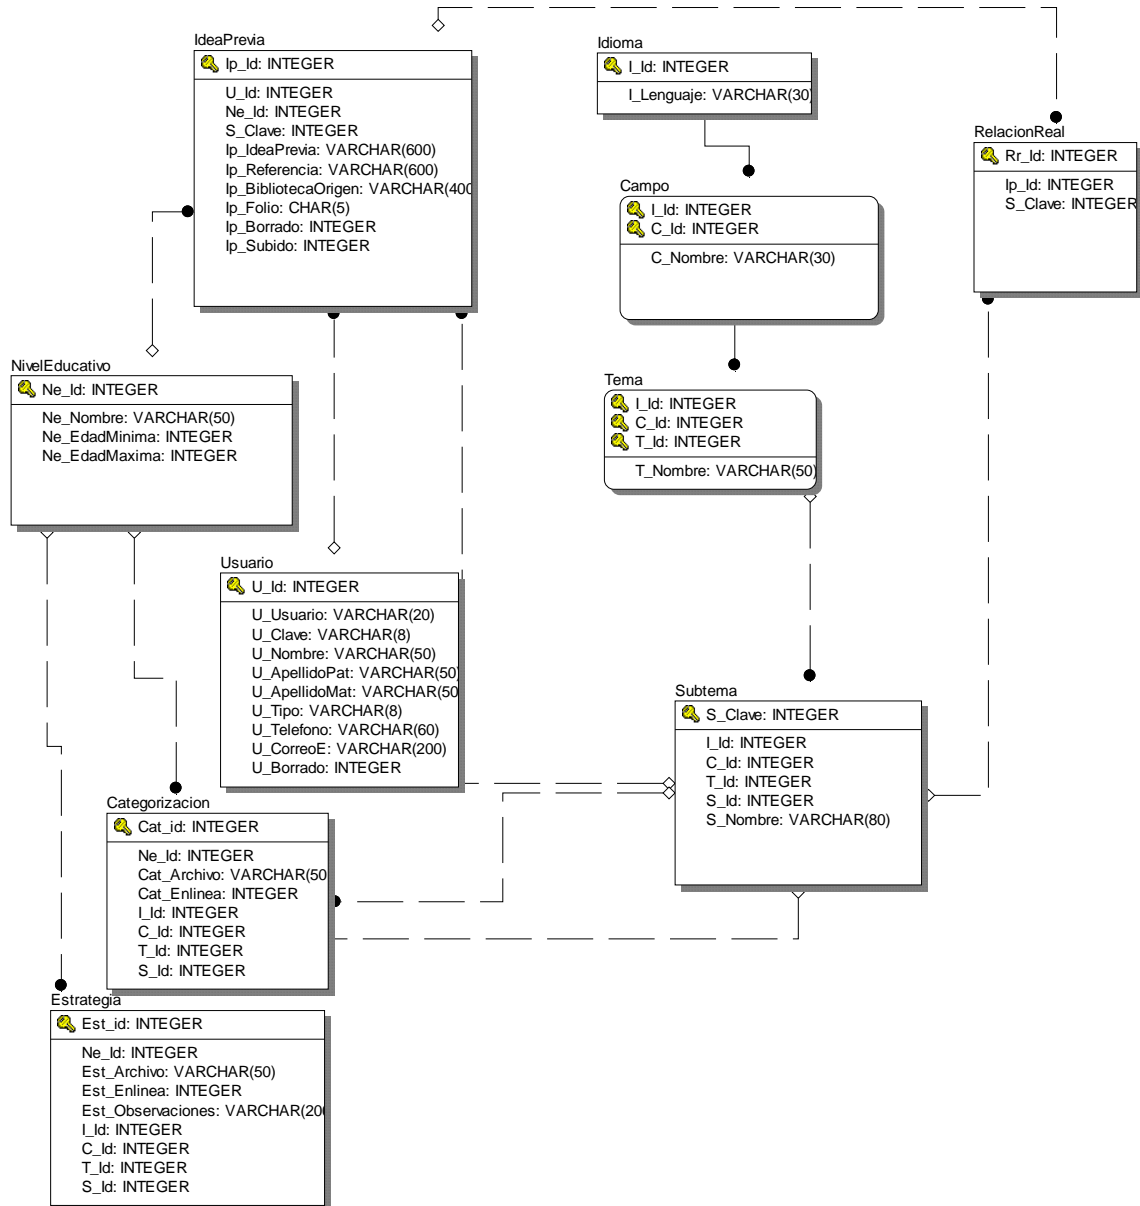 IdeaPrevia
Ip_Id: INTEGER
U_Id: INTEGER
Ne_Id: INTEGER
S_Clave: INTEGER
Ip_IdeaPrevia: VARCHAR(600)
Ip_Referencia: VARCHAR(600)
Ip_BibliotecaOrigen: VARCHAR(400
Ip_Folio: CHAR(5)
Ip_Borrado: INTEGER
Ip_Subido: INTEGER
Idioma
I_Id: INTEGER
I_Lenguaje: VARCHAR(30)
RelacionReal
Rr_Id: INTEGER
Ip_Id: INTEGER
S_Clave: INTEGER
Campo
I_Id: INTEGER
C_Id: INTEGER
C_Nombre: VARCHAR(30)
NivelEducativo
Ne_Id: INTEGER
Ne_Nombre: VARCHAR(50)
Ne_EdadMinima: INTEGER
Ne_EdadMaxima: INTEGER
Tema
I_Id: INTEGER
C_Id: INTEGER
T_Id: INTEGER
T_Nombre: VARCHAR(50)
Usuario
U_Id: INTEGER
U_Usuario: VARCHAR(20)
U_Clave: VARCHAR(8)
U_Nombre: VARCHAR(50)
U_ApellidoPat: VARCHAR(50)
U_ApellidoMat: VARCHAR(50
U_Tipo: VARCHAR(8)
U_Telefono: VARCHAR(60)
U_CorreoE: VARCHAR(200)
U_Borrado: INTEGER
Subtema
S_Clave: INTEGER
I_Id: INTEGER
C_Id: INTEGER
T_Id: INTEGER
S_Id: INTEGER
S_Nombre: VARCHAR(80)
Categorizacion
Cat_id: INTEGER
Ne_Id: INTEGER
Cat_Archivo: VARCHAR(50
Cat_Enlinea: INTEGER
I_Id: INTEGER
C_Id: INTEGER
T_Id: INTEGER
S_Id: INTEGER
Estrategia
Est_id: INTEGER
Ne_Id: INTEGER
Est_Archivo: VARCHAR(50)
Est_Enlinea: INTEGER
Est_Observaciones: VARCHAR(200
I_Id: INTEGER
C_Id: INTEGER
T_Id: INTEGER
S_Id: INTEGER